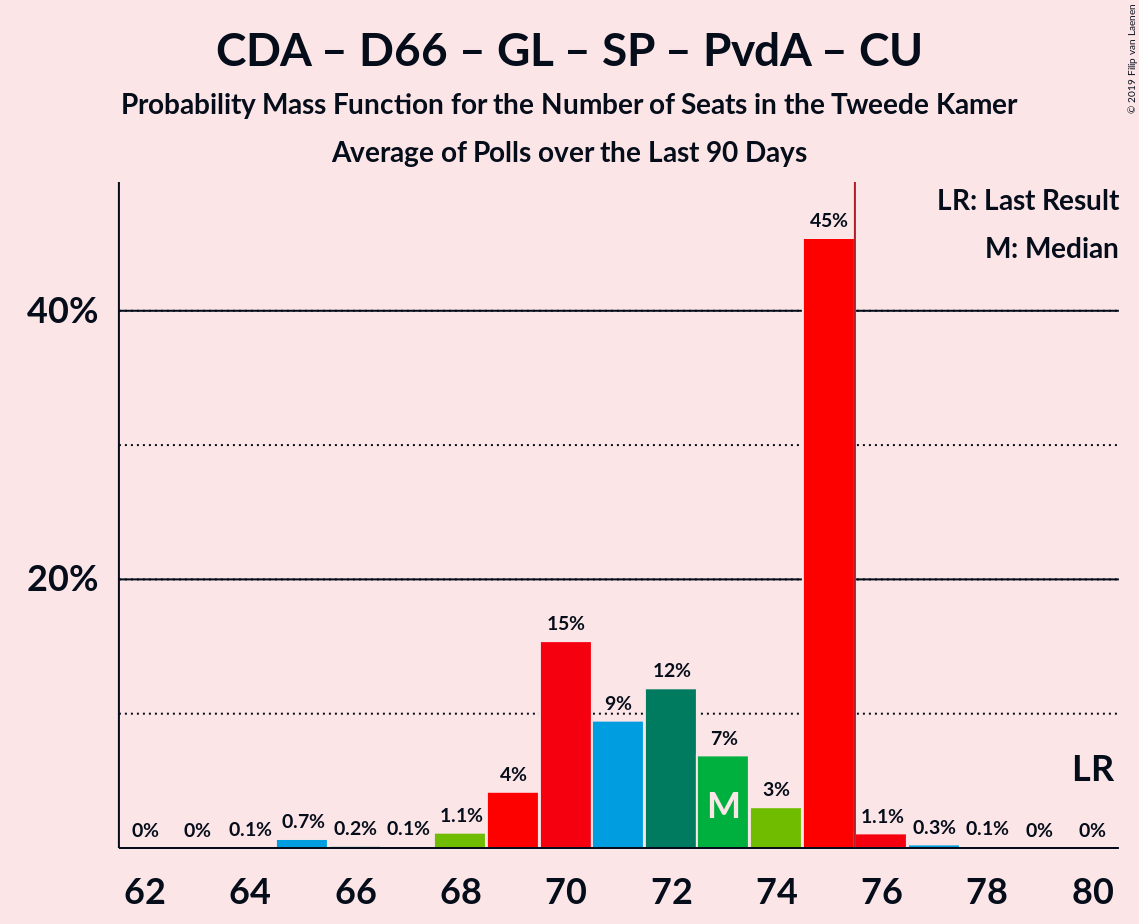 CDA – D66 – GL – SP – PvdA – CU
Probability Mass Function for the Number of Seats in the Tweede Kamer
Average of Polls over the Last 90 Days
© 2019 Filip van Laenen
LR: Last Result
M: Median
45%
40%
20%
15%
12%
9%
7%
4%
3%
M
LR
0% 0% 0.1% 0.7% 0.2% 0.1% 1.1% 1.1% 0.3% 0.1% 0% 0%
62 64 66 68 70 72 74 76 78 80